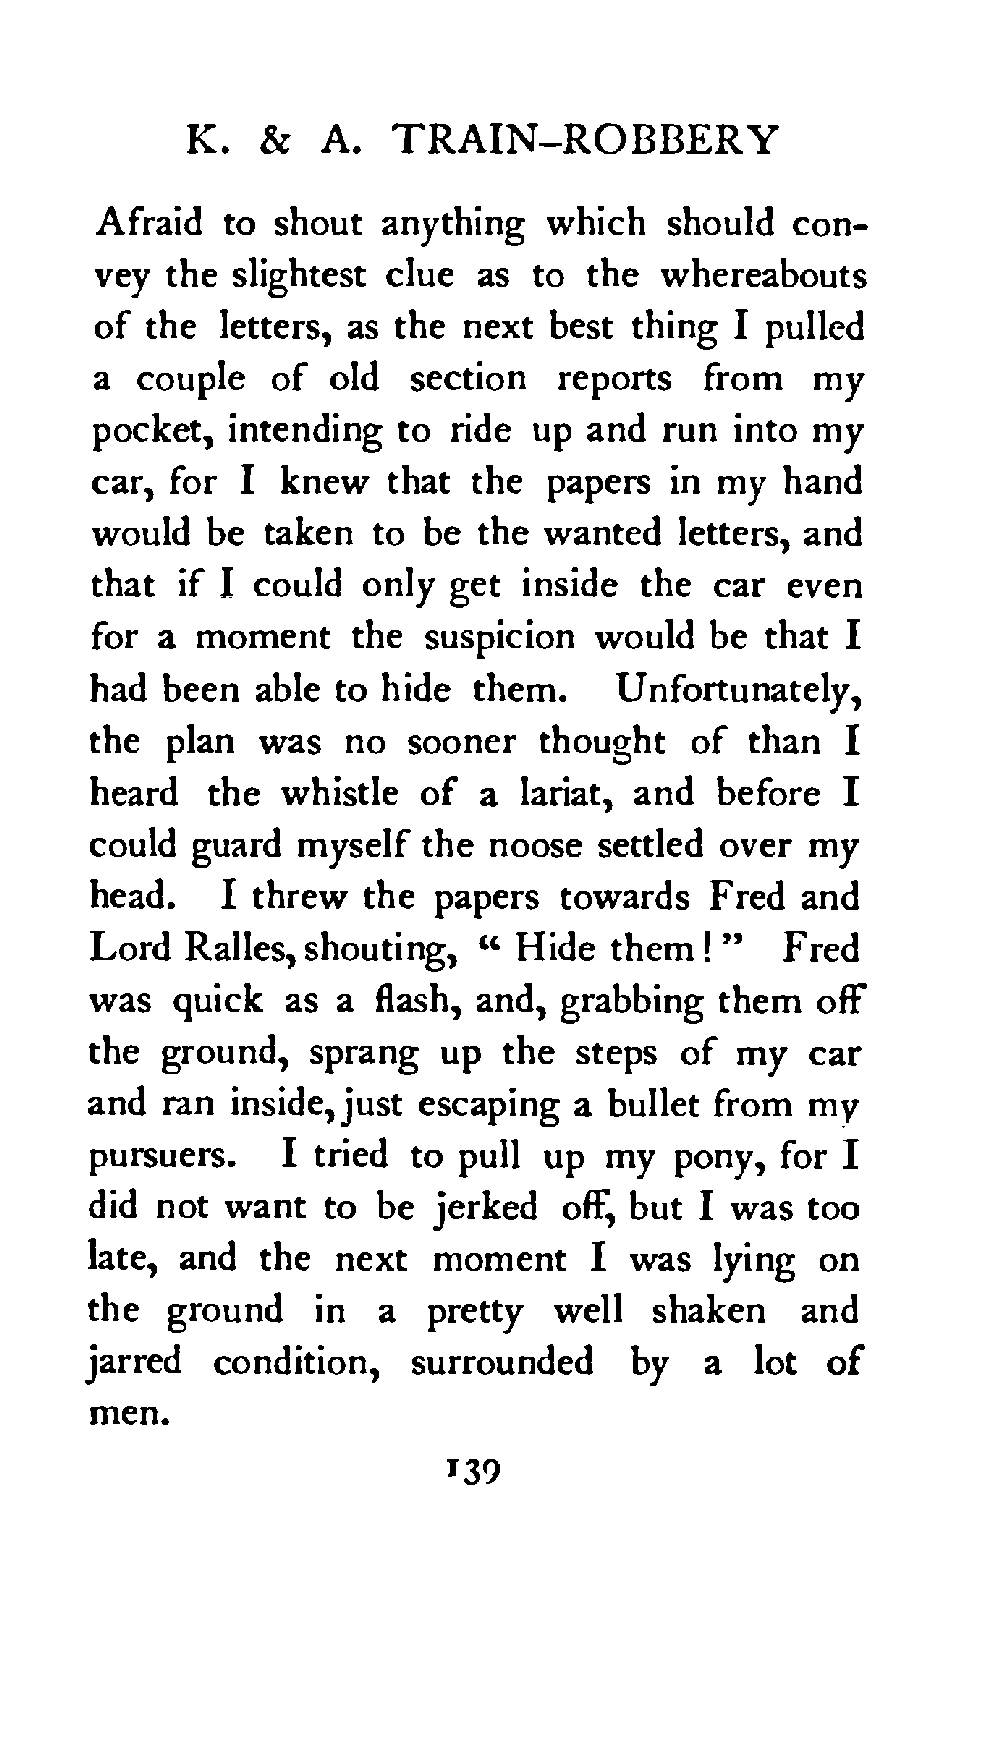 K. & A. TRAIN-ROBBERY
Afraid to shout anything which should con-
vey the slightest clue as to the whereabouts
of the letters, as the next best thing I pulled
a couple of old section reports from my
pocket, intending to ride up and run into my
car, for I knew that the papers in my hand
would be taken to be the wanted letters, and
that if I could only get inside the car even
for a moment the suspicion would be that I
had been able to hide them. Unfortunately,
the plan was no sooner thought of than I
heard the whistle of a lariat, and before I
could guard myself the noose settled over my
head. I threw the papers towards Fred and
Lord Ralles, shouting, “ Hide them ! ” Fred
was quick as a flash, and, grabbing them off
the ground, sprang up the steps of my car
and ran inside, just escaping a bullet from my
pursuers. I tried to pull up my pony, for I
did not want to be jerked off, but I was too
late, and the next moment I was lying on
the ground in a pretty well shaken and
jarred condition, surrounded by a lot of
men.
139